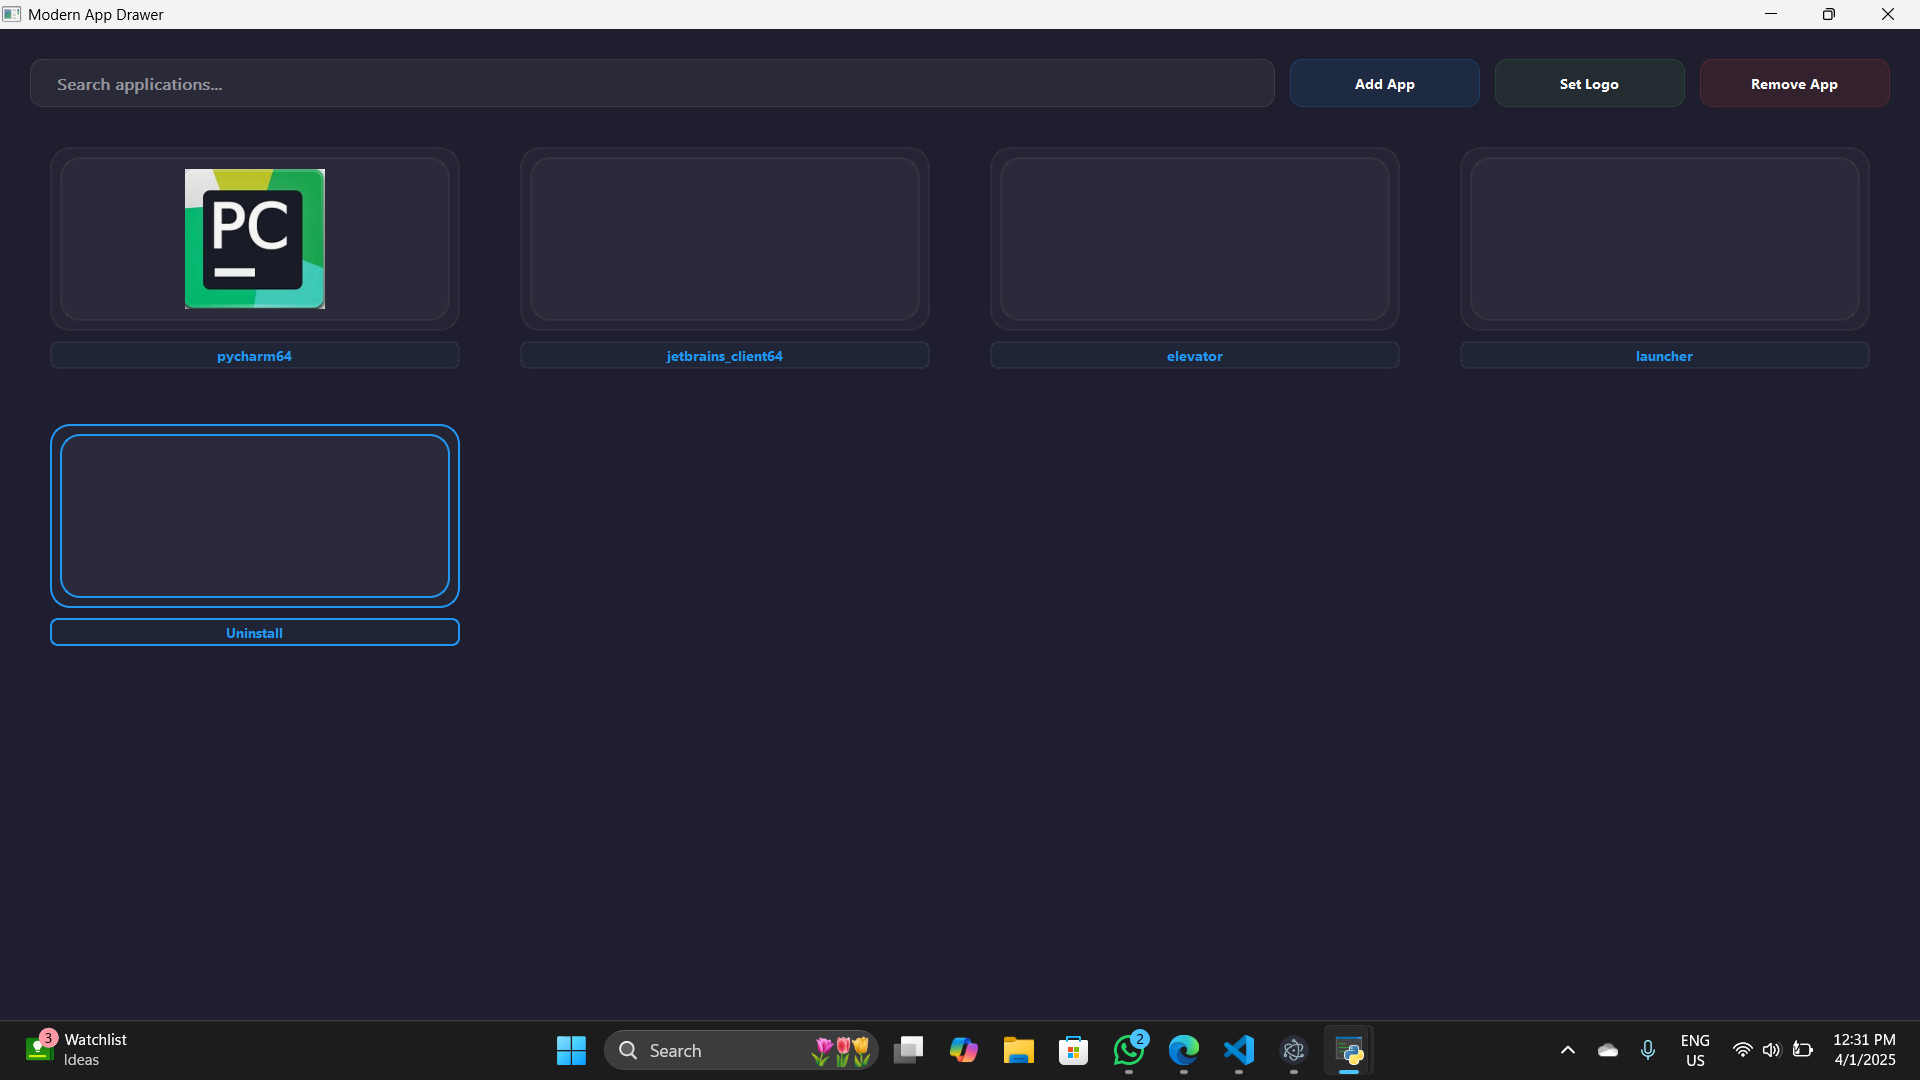 Modern App Drawer
Search applications...
Add App
Set Logo
Remove App
PC
pycharm64
jetbrains_client64
elevator
launcher
Uninstall
3
Watchlist
Ideas
Search
2
ENG
US
12:31 PM
4/1/2025